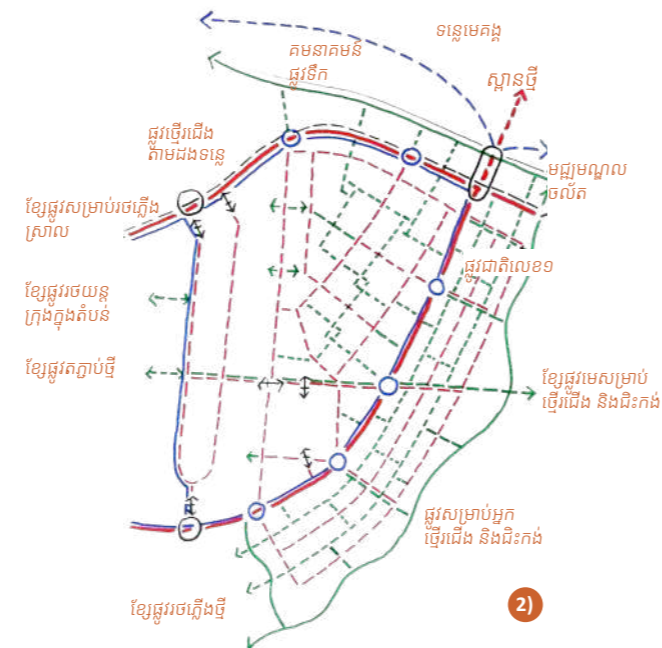 ទន្លេមេគង្គ
គមនាគមន៍
ផ្លូវទឹក
ស្ពានថ្មី
ផ្លូវថ្មើរជើង
តាមដងទន្លេ
មជ្ឈមណ្ឌល
ចល័ត
ខ្សែផ្លូវសម្រាប់រថភ្លើង
ស្រាល
ផ្លូវជាតិលេខ១
ខ្សែផ្លូវរថយន្ត
ក្រុងក្នុងតំបន់
ខ្សែផ្លូវតភ្ជាប់ថ្មី
ខ្សែផ្លូវមេសម្រាប់
ថ្មើរជើង និងជិះកង់
ផ្លូវសម្រាប់អ្នក
ថ្មើរជើង និងជិះកង់
ខ្សែផ្លូវរថភ្លើងថ្មី
2)